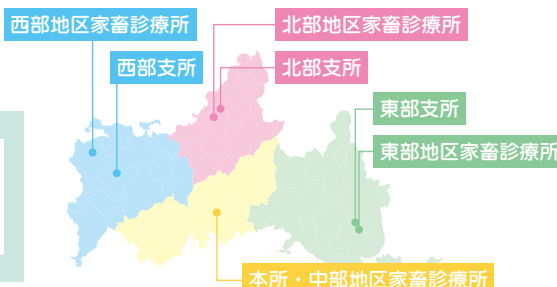 西部地区家畜診療所
北部地区家畜診療所
西部支所
北部支所
東部支所
東部地区家畜診療所
本所・中部地区家畜診療所